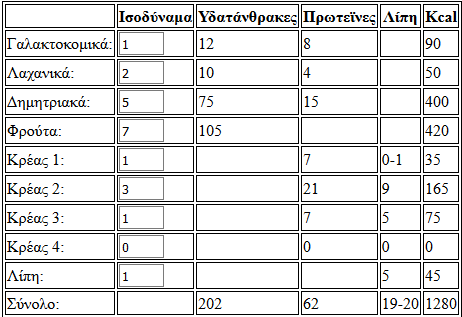 Ισοδύναμα Υδατάνθρακες Πρωτεϊνες Λίπη Kcal
Γαλακτοκομικά: 1 12 8 90
Λαχανικά: 2 10 4 50
Δημητριακά: 5 75 15 400
Φρούτα: 7 105 420
Κρέας 1: 1 7 0-1 35
Κρέας 2: 3 21 9 165
Κρέας 3: 1 7 5 75
Κρέας 4: 0 0 0 0
Λίπη: 1 5 45
Σύνολο: 202 62 19-20 1280